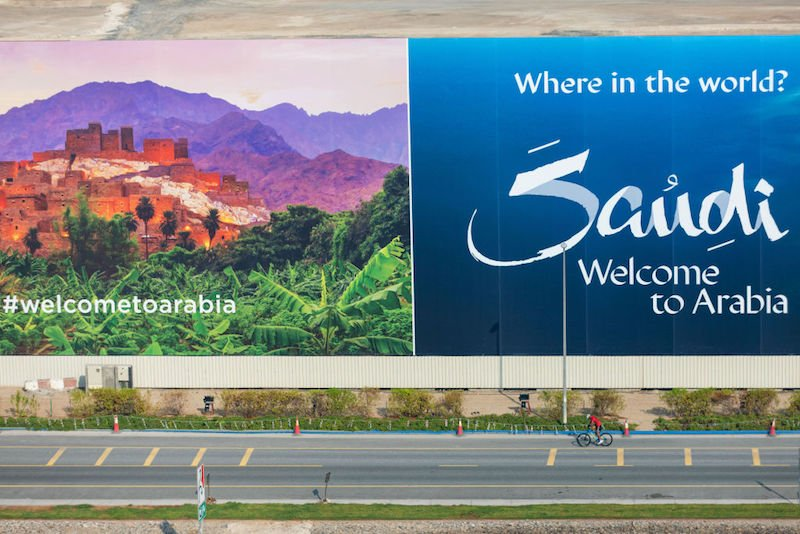 #welcometoarabia
Where in the world?
Saudi
Welcome
to Arabia